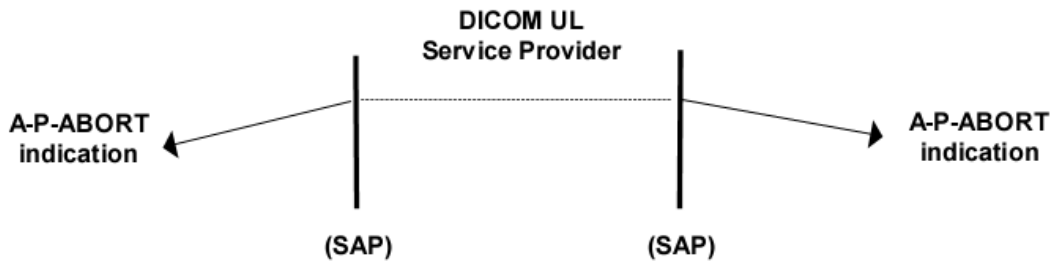 DICOM UL
Service Provider
A-P-ABORT
indication
A-P-ABORT
indication
(SAP)
(SAP)